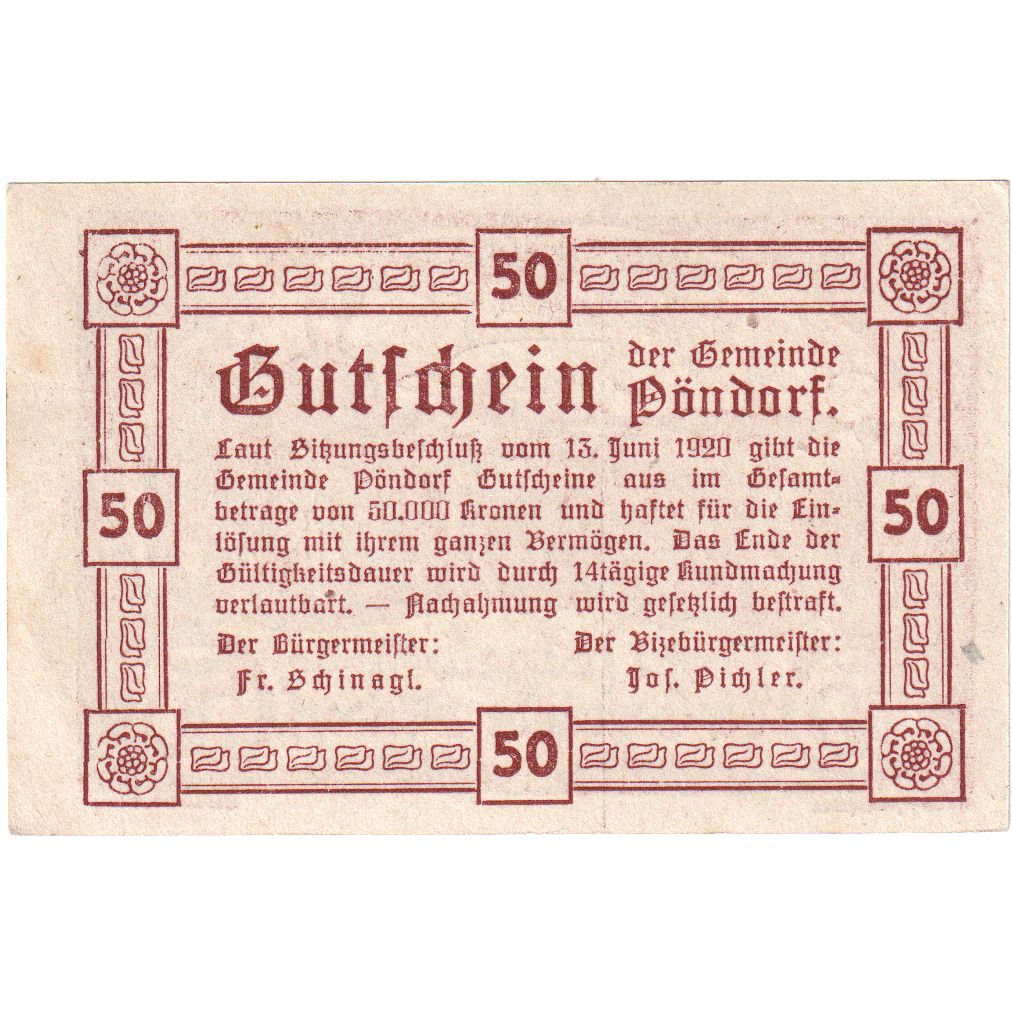 50
Gutschein der Gemeinde
Pöndorf.
Laut Sitzungsbeschluß vom 13. Juni 1920 gibt die
Gemeinde Pöndorf Gutscheine aus im Gesamt-
betrage von 50.000 Kronen und haftet für die Ein-
50
50
lösung mit ihrem ganzen Vermögen. Das Ende der
Gültigkeitsdauer wird durch 14tägige Kundmachung
verlautbart. — Nachahmung wird gesetzlich bestraft.
Der Bürgermeister:
Fr. Schinagl.
Der Vizebürgermeister:
Jos. Pichler.
50